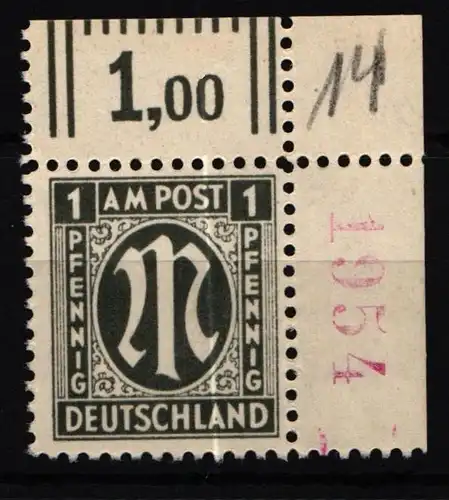 1,00
14
1 AM POST 1
PFENNIG
PFENNIG
M
DEUTSCHLAND
1954